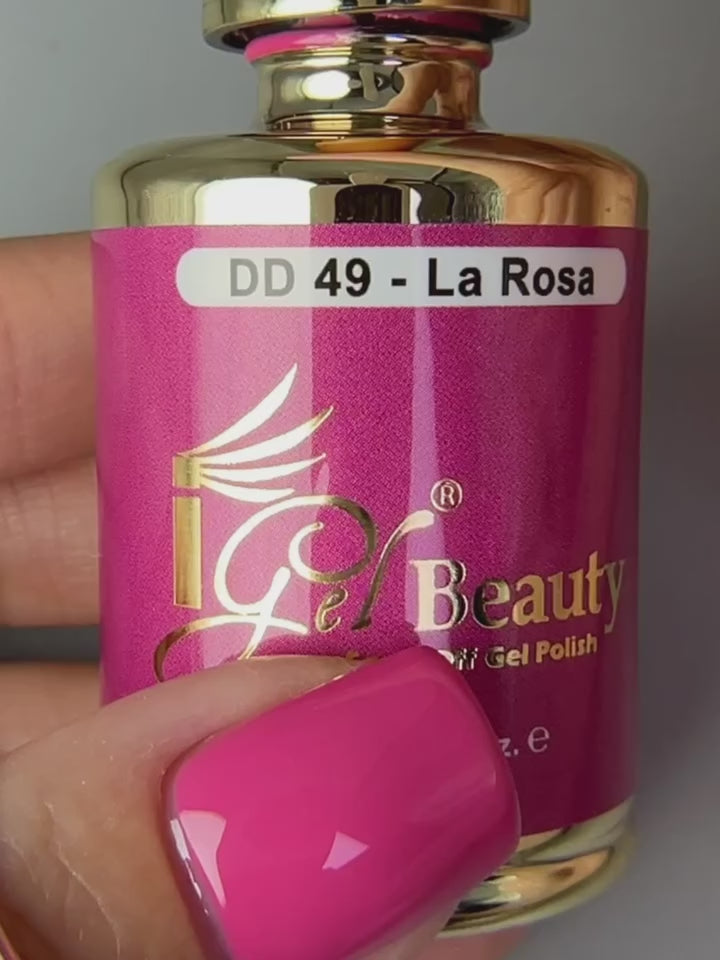 DD 49 - La Rosa
iGel® Beauty
Off Gel Polish
z. e